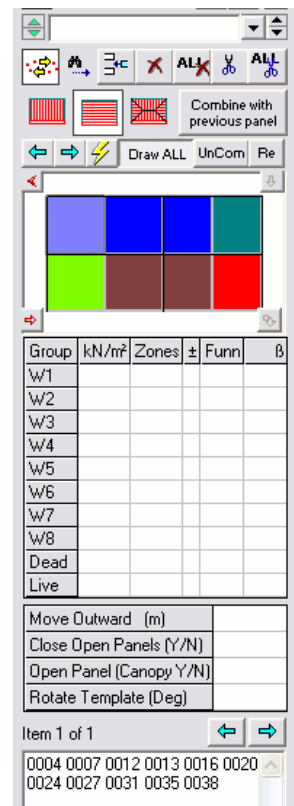 ALL
ALL
Combine with
previous panel
Draw ALL UnCom Re
Group kN/m² Zones ± Funn ß
W1
W2
W3
W4
W5
W6
W7
W8
Dead
Live
Move Outward (m)
Close Open Panels (Y/N)
Open Panel (Canopy Y/N)
Rotate Template (Deg)
Item 1 of 1
0004 0007 0012 0013 0016 0020
0024 0027 0031 0035 0038